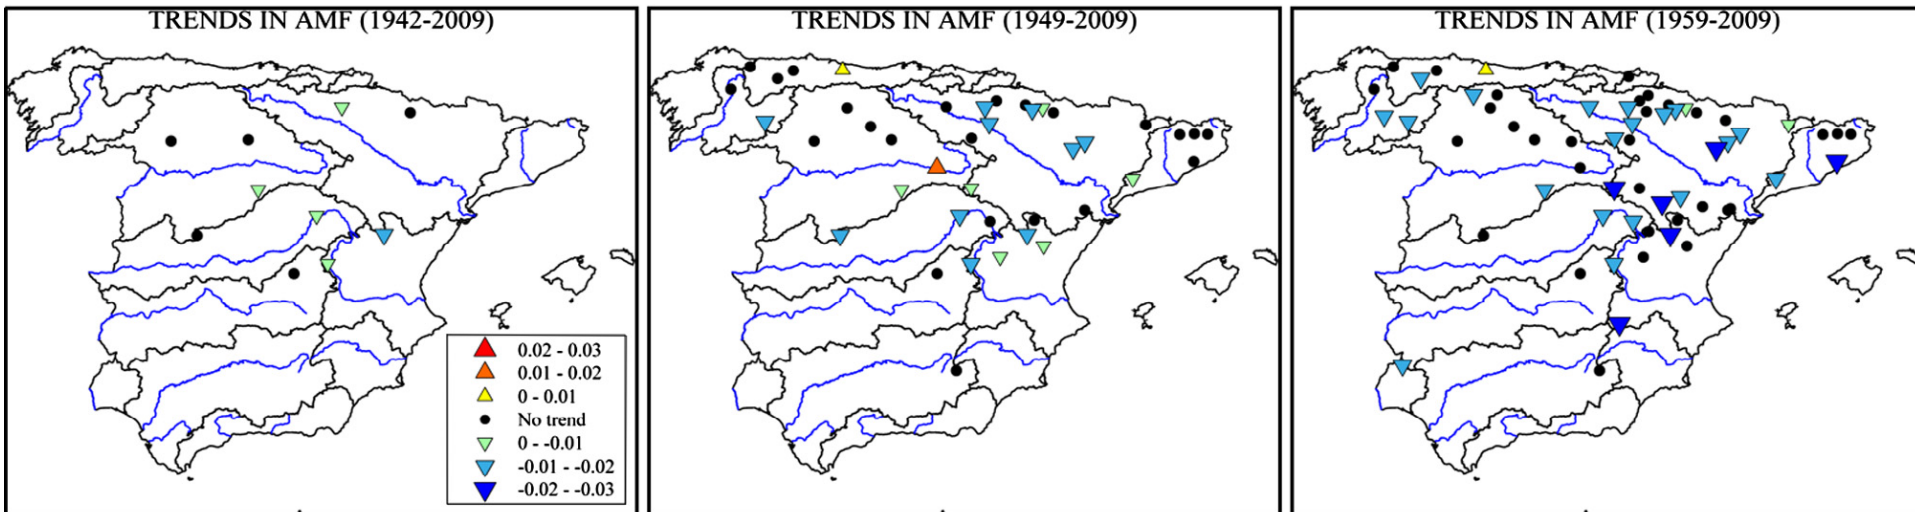 TRENDS IN AMF (1942-2009)
TRENDS IN AMF (1949-2009)
TRENDS IN AMF (1959-2009)
0.02 - 0.03
0.01 - 0.02
0 - 0.01
No trend
0 - -0.01
-0.01 - -0.02
-0.02 - -0.03